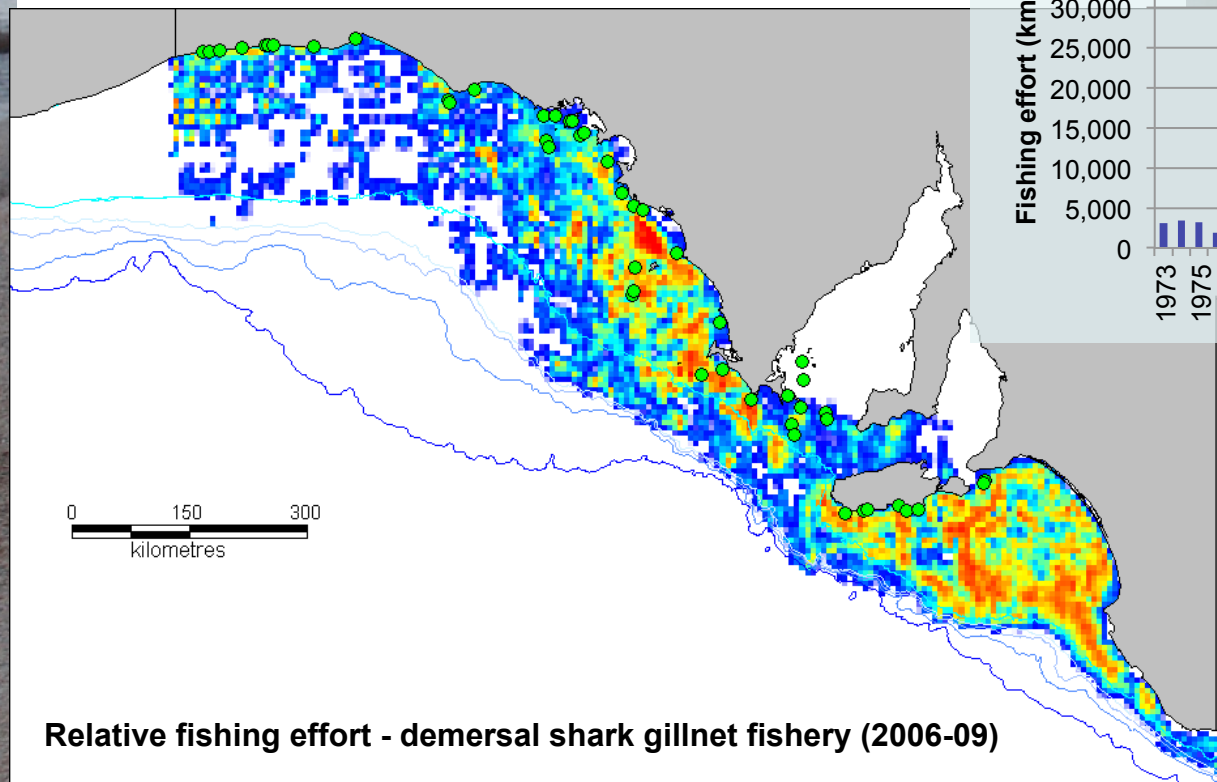 30,000
25,000
20,000
15,000
10,000
5,000
0
Fishing effort (km
1973
1975
0 150 300
kilometres
Relative fishing effort - demersal shark gillnet fishery (2006-09)